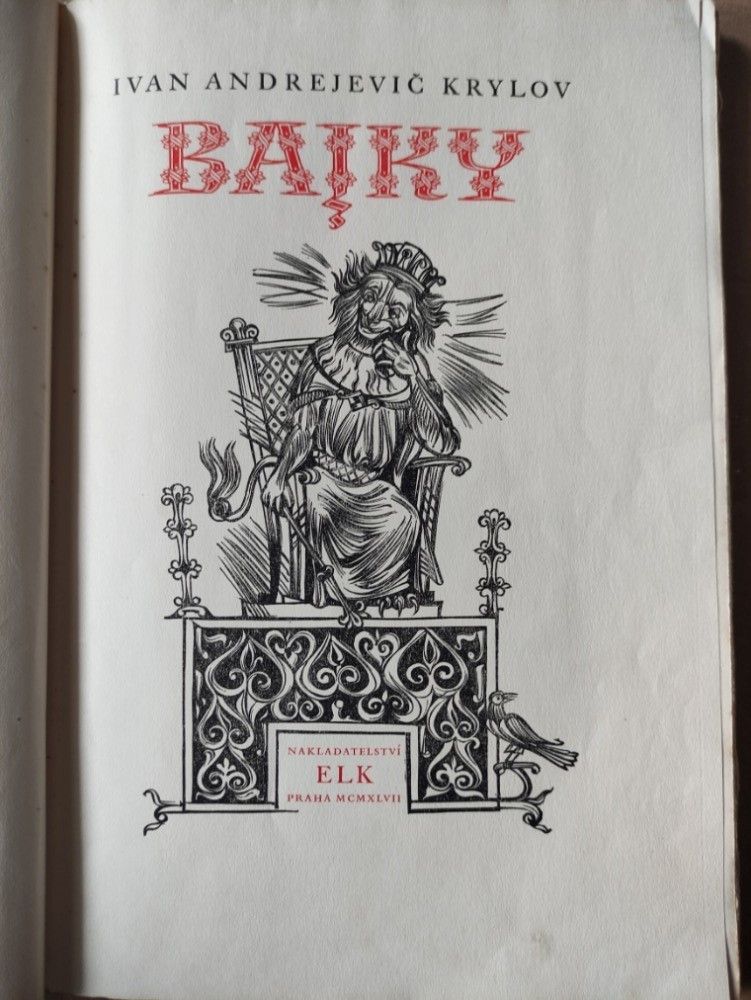 IVAN ANDREJEVIČ KRYLOV
BAJKY
NAKLADATELSTVÍ
ELK
PRAHA MCMXLVII